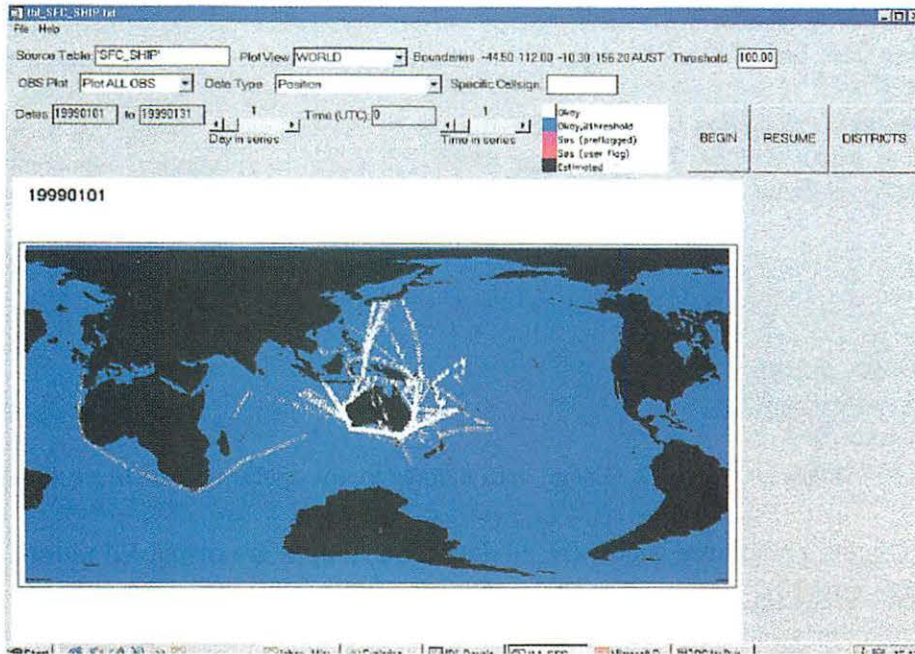 tbl_SFC_SHIP.txt
File Help
Source Table 'SFC_SHIP' Plot View WORLD Boundaries -44.50 112.00 -10.30 156.20 AUST Threshold 100.00
OBS Plot Plot ALL OBS Data Type Position Specific Callsign
Dates 19990101 to 19990131 1 Day in series Time (UTC) 0 1 Time in series
Okay
Okay,≥threshold
Sus (preflagged)
Sus (user flag)
Estimated
BEGIN RESUME DISTRICTS
19990101
Start